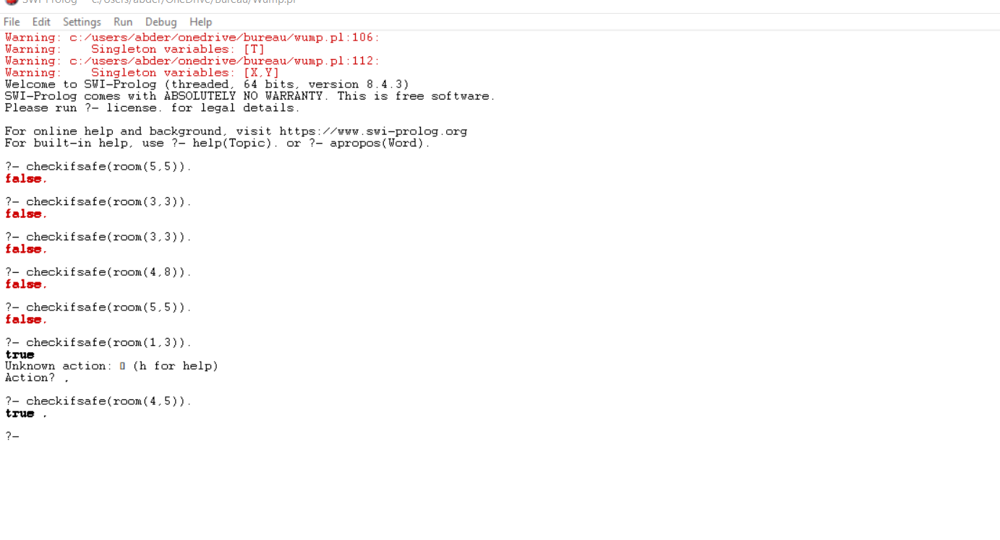 SWI-Prolog -- c:/Users/abder/OneDrive/Bureau/Wump.pl
File Edit Settings Run Debug Help
Warning: c:/users/abder/onedrive/bureau/wump.pl:106:
Warning:    Singleton variables: [T]
Warning: c:/users/abder/onedrive/bureau/wump.pl:112:
Warning:    Singleton variables: [X,Y]
Welcome to SWI-Prolog (threaded, 64 bits, version 8.4.3)
SWI-Prolog comes with ABSOLUTELY NO WARRANTY. This is free software.
Please run ?- license. for legal details.
For online help and background, visit https://www.swi-prolog.org
For built-in help, use ?- help(Topic). or ?- apropos(Word).
?- checkifsafe(room(5,5)).
false.
?- checkifsafe(room(3,3)).
false.
?- checkifsafe(room(3,3)).
false.
?- checkifsafe(room(4,8)).
false.
?- checkifsafe(room(5,5)).
false.
?- checkifsafe(room(1,3)).
true
Unknown action: ▯ (h for help)
Action? .
?- checkifsafe(room(4,5)).
true .
?-